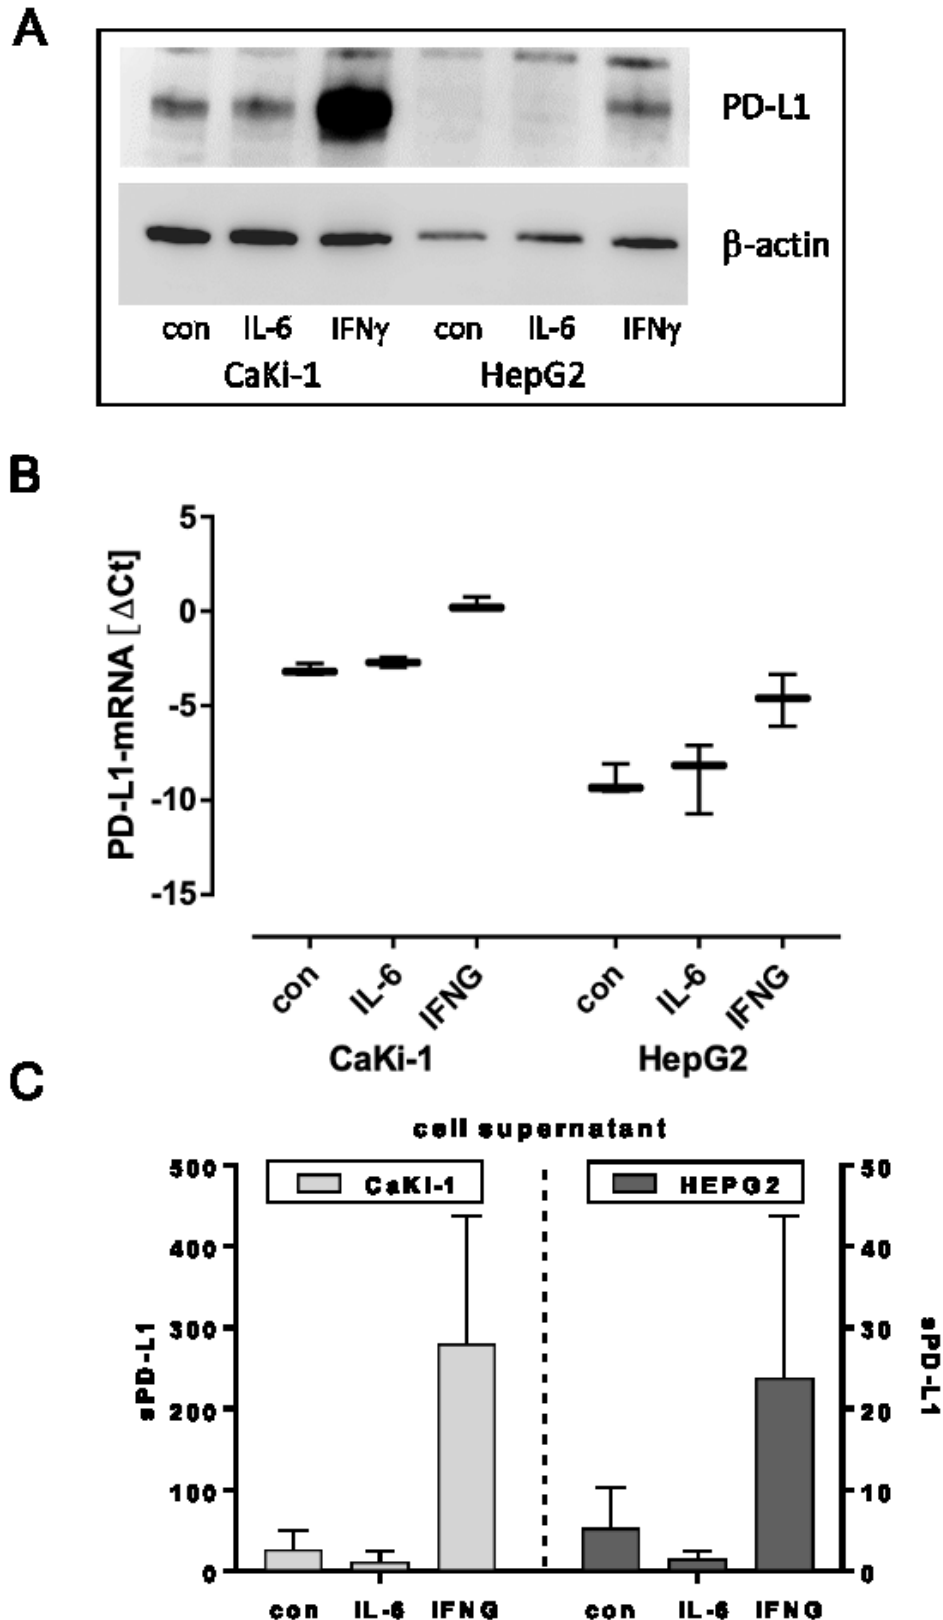 A
PD-L1
β-actin
con IL-6 IFNγ con IL-6 IFNγ
CaKi-1 HepG2
B
PD-L1-mRNA [ΔCt]
5
0
-5
-10
-15
con IL-6 IFNG con IL-6 IFNG
CaKi-1 HepG2
C
cell supernatant
CaKI-1 HEPG2
sPD-L1
500
400
300
200
100
0
50
40
30
20
10
0
sPD-L1
con IL-6 IFNG con IL-6 IFNG